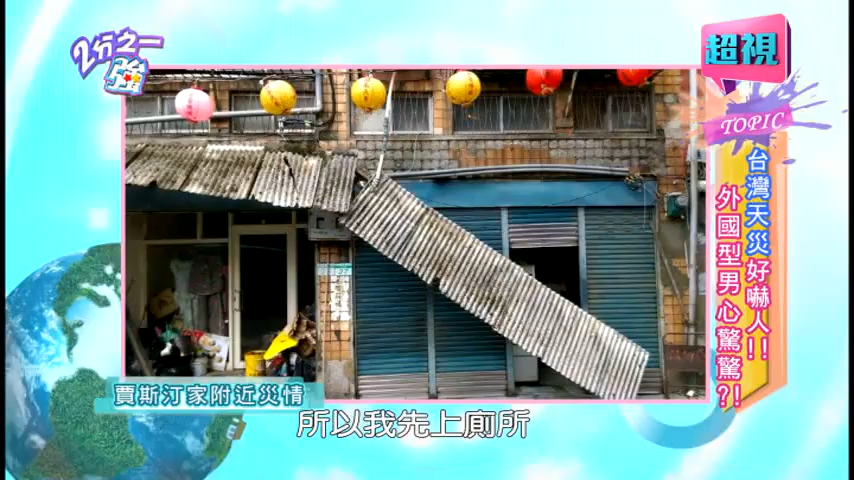 2分之一強
超視
TOPIC
台灣天災好嚇人!!
外國型男心驚驚?!
賈斯汀家附近災情
所以我先上廁所